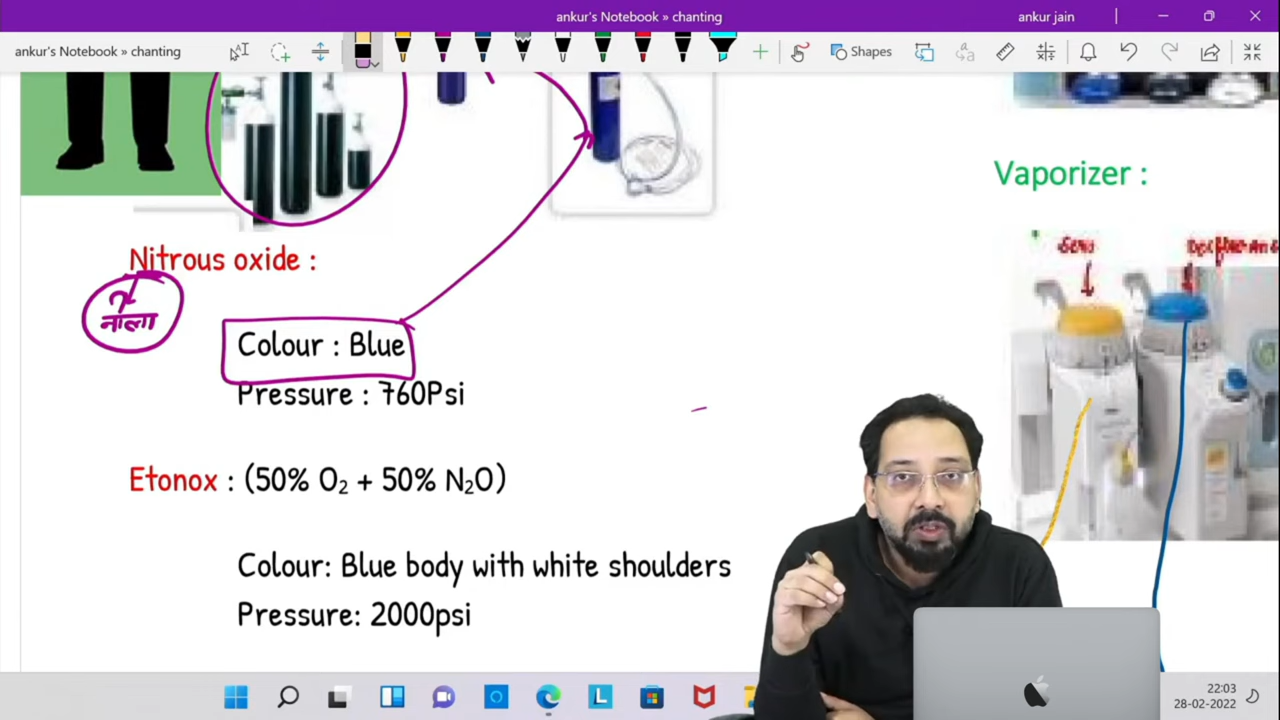 ankur's Notebook » chanting
ankur jain
ankur's Notebook » chanting
Shapes
Vaporizer :
Nitrous oxide :
Colour : Blue
Pressure : 760Psi
Etonox : (50% O₂ + 50% N₂O)
Colour: Blue body with white shoulders
Pressure: 2000psi
22:03
28-02-2022